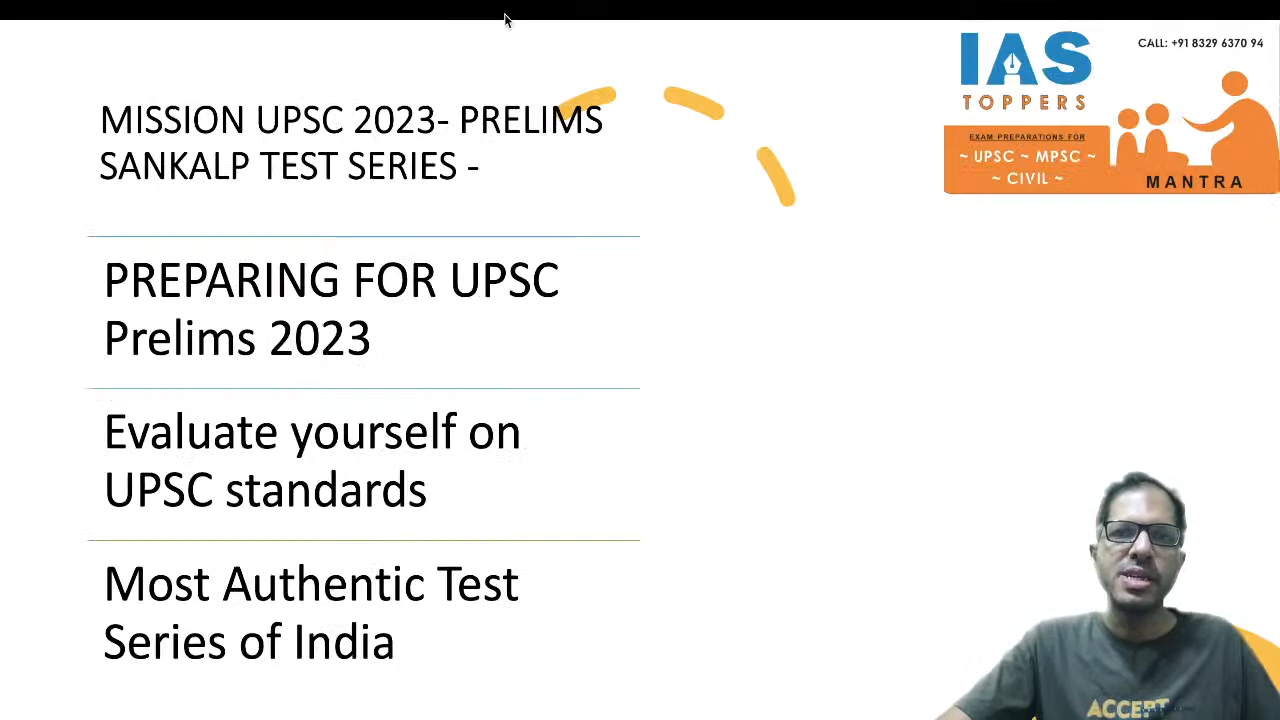 MISSION UPSC 2023- PRELIMS
SANKALP TEST SERIES -
PREPARING FOR UPSC
Prelims 2023
Evaluate yourself on
UPSC standards
Most Authentic Test
Series of India
IAS
TOPPERS
CALL: +91 8329 6370 94
EXAM PREPARATIONS FOR
~ UPSC ~ MPSC ~
~ CIVIL ~
MANTRA
ACCEPT